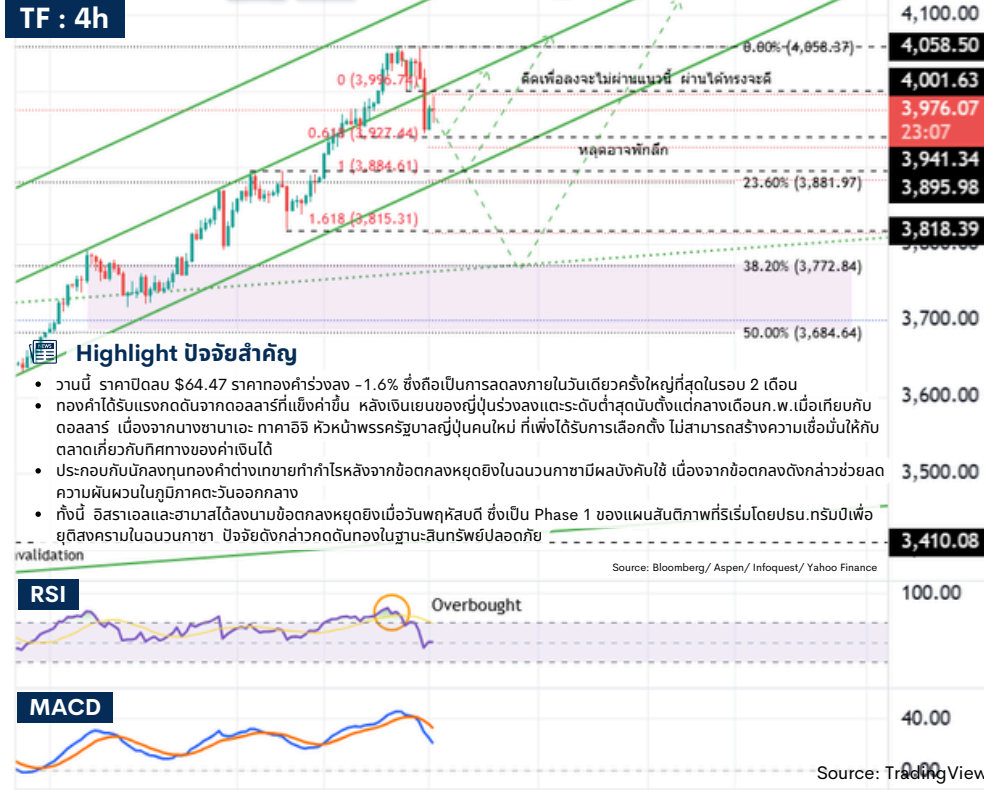 TF : 4h
4,100.00
0.00% (4,058.37)
4,058.50
0 (3,996.74)
คิดเพื่อลงจะไม่ผ่านแนวนี้ ผ่านได้ทรงจะดี
4,001.63
3,976.07
23:07
0.618 (3,927.44)
หลุดอาจพักลึก
3,941.34
1 (3,884.61)
23.60% (3,881.97)
3,895.98
1.618 (3,815.31)
3,818.39
38.20% (3,772.84)
3,700.00
50.00% (3,684.64)
Highlight ปัจจัยสำคัญ
วานนี้ ราคาปิดลบ $64.47 ราคาทองคำร่วงลง -1.6% ซึ่งถือเป็นการลดลงภายในวันเดียวครั้งใหญ่ที่สุดในรอบ 2 เดือน
3,600.00
ทองคำได้รับแรงกดดันจากดอลลาร์ที่แข็งค่าขึ้น หลังเงินเยนของญี่ปุ่นร่วงลงแตะระดับต่ำสุดนับตั้งแต่กลางเดือนก.พ.เมื่อเทียบกับ
ดอลลาร์ เนื่องจากนางซานาเอะ ทาคาอิจิ หัวหน้าพรรครัฐบาลญี่ปุ่นคนใหม่ ที่เพิ่งได้รับการเลือกตั้ง ไม่สามารถสร้างความเชื่อมั่นให้กับ
ตลาดเกี่ยวกับทิศทางของค่าเงินได้
ประกอบกับนักลงทุนทองคำต่างเทขายทำกำไรหลังจากข้อตกลงหยุดยิงในฉนวนกาซามีผลบังคับใช้ เนื่องจากข้อตกลงดังกล่าวช่วยลด
3,500.00
ความผันผวนในภูมิภาคตะวันออกกลาง
ทั้งนี้ อิสราเอลและฮามาสได้ลงนามข้อตกลงหยุดยิงเมื่อวันพฤหัสบดี ซึ่งเป็น Phase 1 ของแผนสันติภาพที่ริเริ่มโดยปธน.ทรัมป์เพื่อ
ยุติสงครามในฉนวนกาซา ปัจจัยดังกล่าวกดดันทองในฐานะสินทรัพย์ปลอดภัย
3,410.08
nvalidation
Source: Bloomberg/ Aspen/ Infoquest/ Yahoo Finance
RSI
Overbought
100.00
MACD
40.00
0.00
Source: TradingView